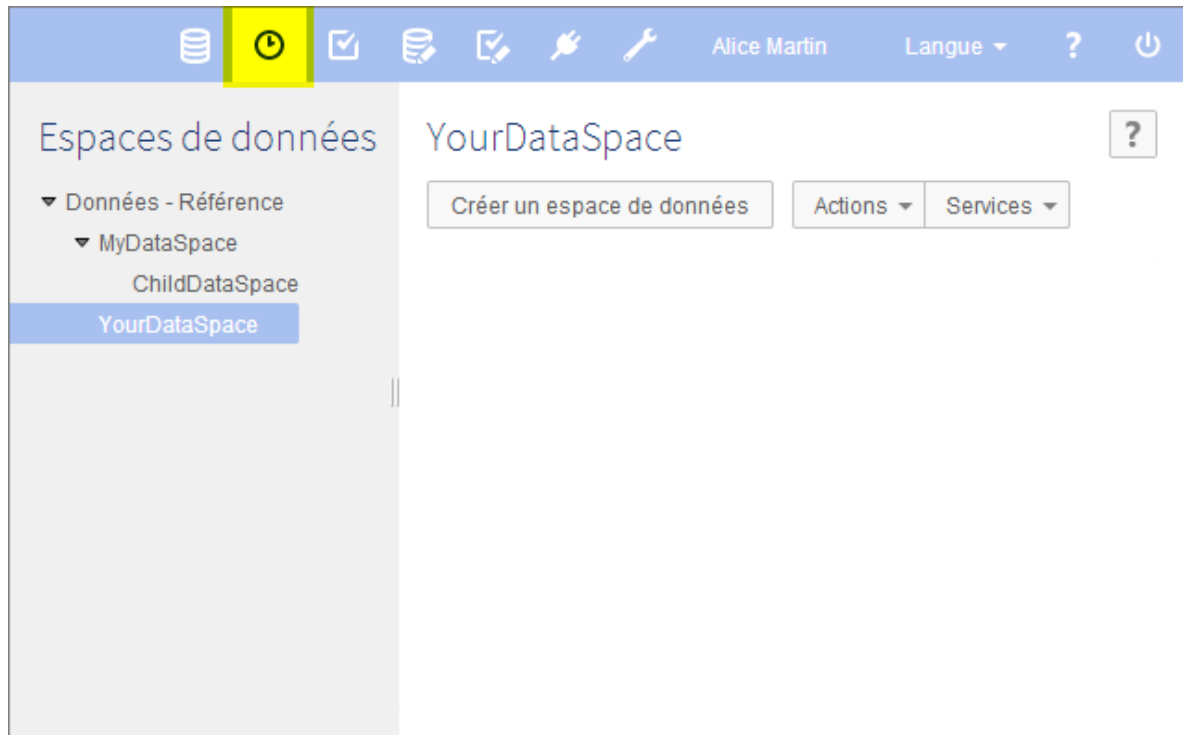 Alice Martin Langue ?
Espaces de données
Données - Référence
MyDataSpace
ChildDataSpace
YourDataSpace
YourDataSpace ?
Créer un espace de données Actions Services